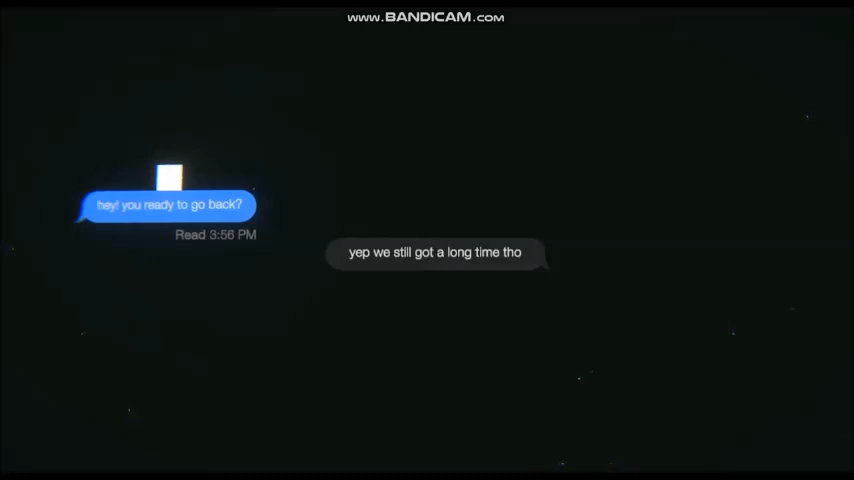 www.BANDICAM.com
hey! you ready to go back?
Read 3:56 PM
yep we still got a long time tho